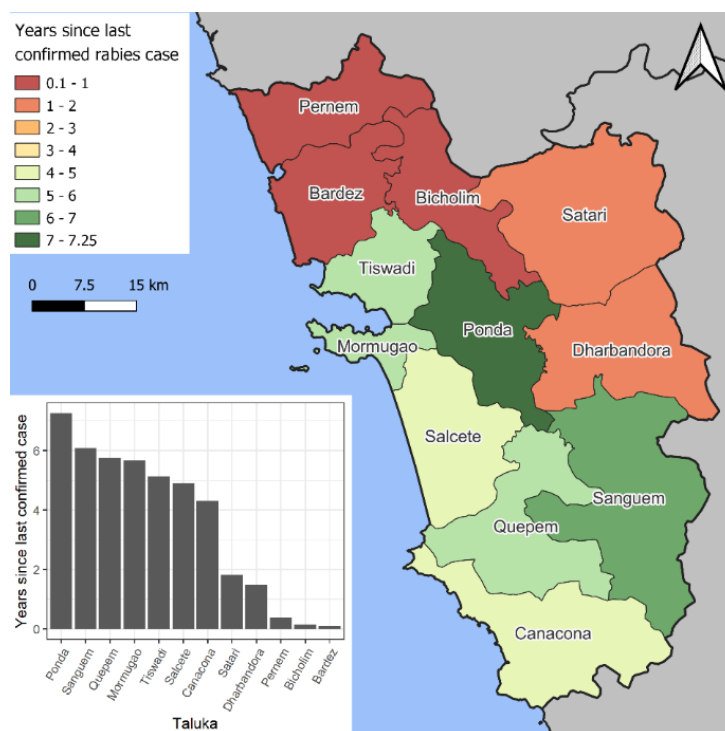 Years since last
confirmed rabies case
0.1 - 1
1 - 2
2 - 3
3 - 4
4 - 5
5 - 6
6 - 7
7 - 7.25
0 7.5 15 km
Pernem
Bardez
Bicholim
Satari
Tiswadi
Ponda
Mormugao
Dharbandora
Salcete
Sanguem
Quepem
Canacona
Years since last confirmed case
6
4
2
0
Ponda
Sanguem
Quepem
Mormugao
Tiswadi
Salcete
Canacona
Satari
Dharbandora
Pernem
Bicholim
Bardez
Taluka